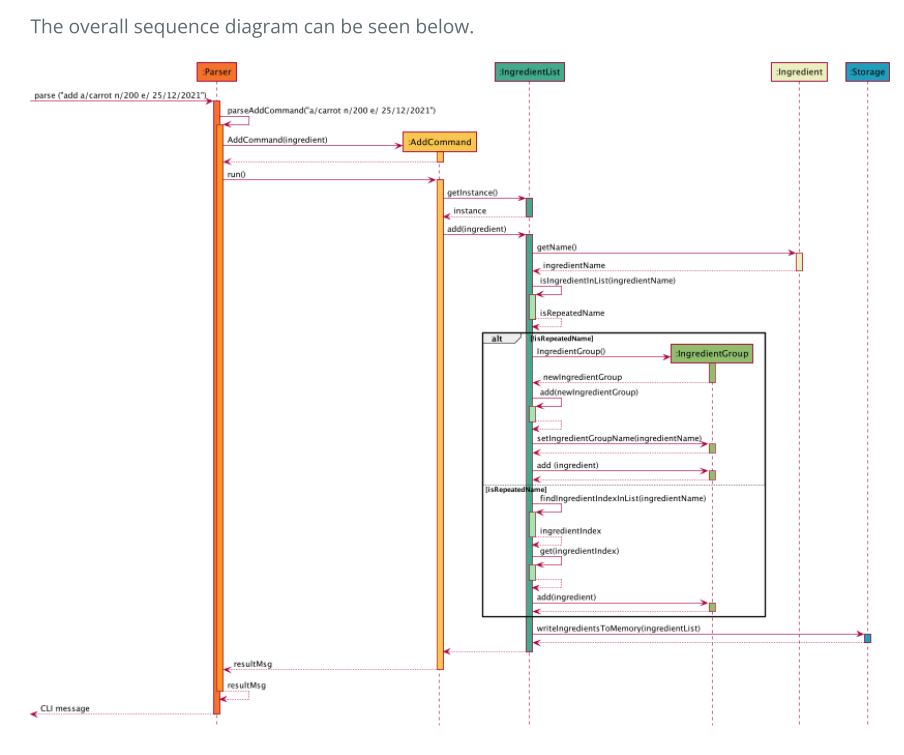 The overall sequence diagram can be seen below.
:Parser
:IngredientList
:Ingredient
:Storage
parse ("add a/carrot n/200 e/ 25/12/2021")
parseAddCommand("a/carrot n/200 e/ 25/12/2021")
AddCommand(ingredient)
:AddCommand
run()
getInstance()
instance
add(ingredient)
getName()
ingredientName
isIngredientInList(ingredientName)
isRepeatedName
alt
[!isRepeatedName]
IngredientGroup()
:IngredientGroup
newIngredientGroup
add(newIngredientGroup)
setIngredientGroupName(ingredientName)
add (ingredient)
[isRepeatedName]
findIngredientIndexInList(ingredientName)
ingredientIndex
get(ingredientIndex)
add(ingredient)
writeIngredientsToMemory(ingredientList)
resultMsg
resultMsg
CLI message